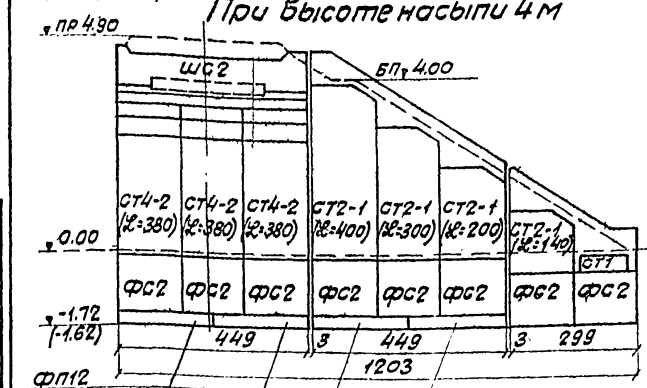 При высоте насыпи 4 м
ПР 4.90
ШС2
БП 4.00
СТ4-2 СТ4-2 СТ4-2 СТ2-1 СТ2-1 СТ2-1
(ℒ=380) (ℒ=380) (ℒ=380) (ℒ=400) (ℒ=300) (ℒ=200)
СТ2-1
(ℒ=140)
0.00
СТ1
ФС2 ФС2 ФС2 ФС2 ФС2 ФС2 ФС2 ФС2
-1.72
(-1.62)
449 3 449 3 299
1203
ФП12